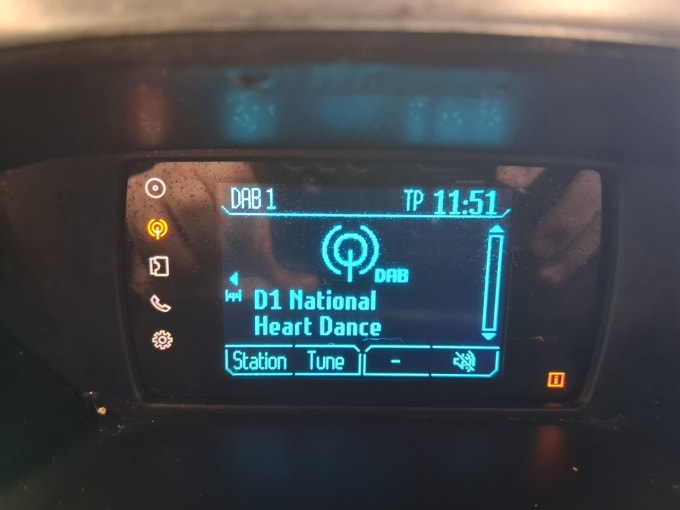 DAB 1 TP 11:51
DAB
D1 National
Heart Dance
Station Tune -
i